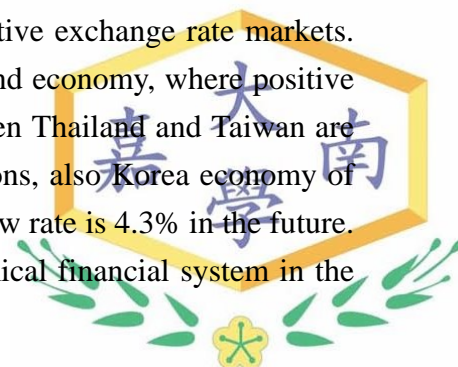 tive exchange rate markets.
nd economy, where positive
en Thailand and Taiwan are
ons, also Korea economy of
w rate is 4.3% in the future.
ical financial system in the
嘉南
大學